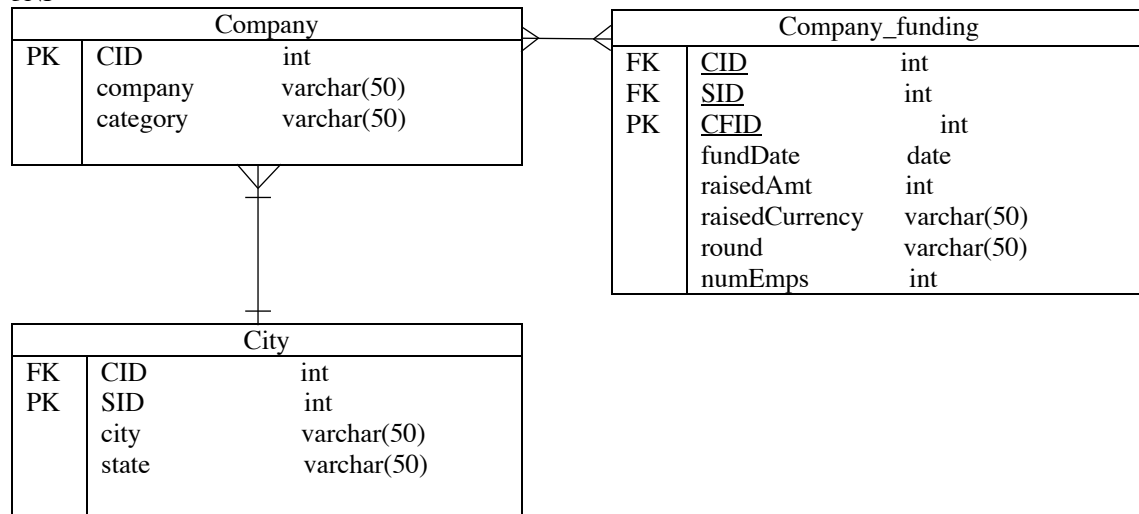 Company
PK CID int
company varchar(50)
category varchar(50)
Company_funding
FK CID int
FK SID int
PK CFID int
fundDate date
raisedAmt int
raisedCurrency varchar(50)
round varchar(50)
numEmps int
City
FK CID int
PK SID int
city varchar(50)
state varchar(50)